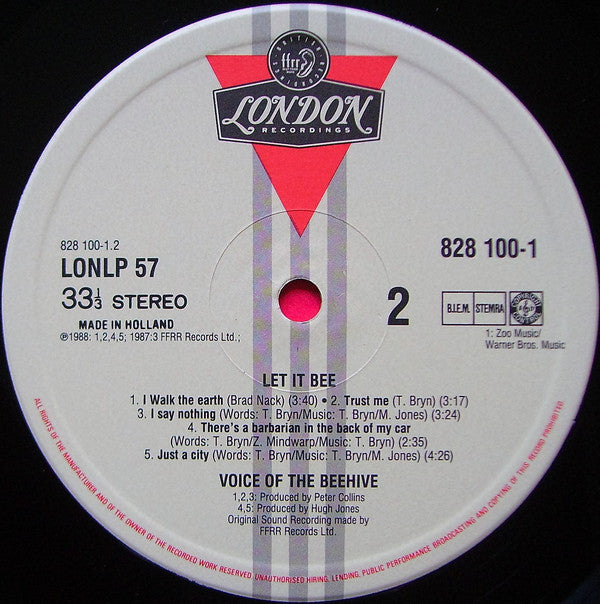 BRITISH RECORDINGS
ffrr
LONDON
RECORDINGS
828 100-1.2
LONLP 57
33⅓ STEREO
MADE IN HOLLAND
℗1988: 1,2,4,5; 1987:3 FFRR Records Ltd.;
828 100-1
2
B.I.E.M. STEMRA
COPYRIGHT CONTROL
1: Zoo Music/
Warner Bros. Music
LET IT BEE
1. I Walk the earth (Brad Nack) (3:40) • 2. Trust me (T. Bryn) (3:17)
3. I say nothing (Words: T. Bryn/Music: T. Bryn/M. Jones) (3:24)
4. There's a barbarian in the back of my car
(Words: T. Bryn/Z. Mindwarp/Music: T. Bryn) (2:35)
5. Just a city (Words: T. Bryn/Music: T. Bryn/M. Jones) (4:26)
VOICE OF THE BEEHIVE
1,2,3: Produced by Peter Collins
4,5: Produced by Hugh Jones
Original Sound Recording made by
FFRR Records Ltd.
ALL RIGHTS OF THE MANUFACTURER AND OF THE OWNER OF THE RECORDED WORK RESERVED. UNAUTHORISED HIRING, LENDING, PUBLIC PERFORMANCE, BROADCASTING AND COPYING OF THIS RECORD PROHIBITED